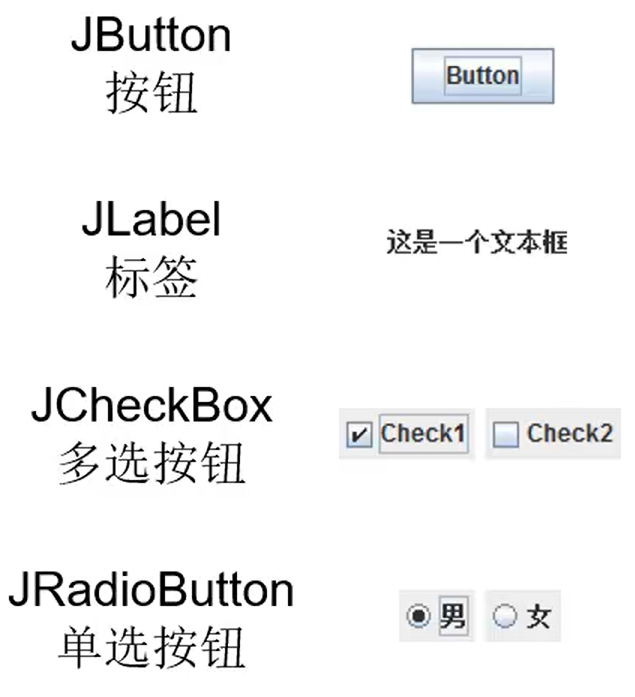 JButton
按钮
Button
JLabel
标签
这是一个文本框
JCheckBox
多选按钮
Check1 Check2
JRadioButton
单选按钮
男 女